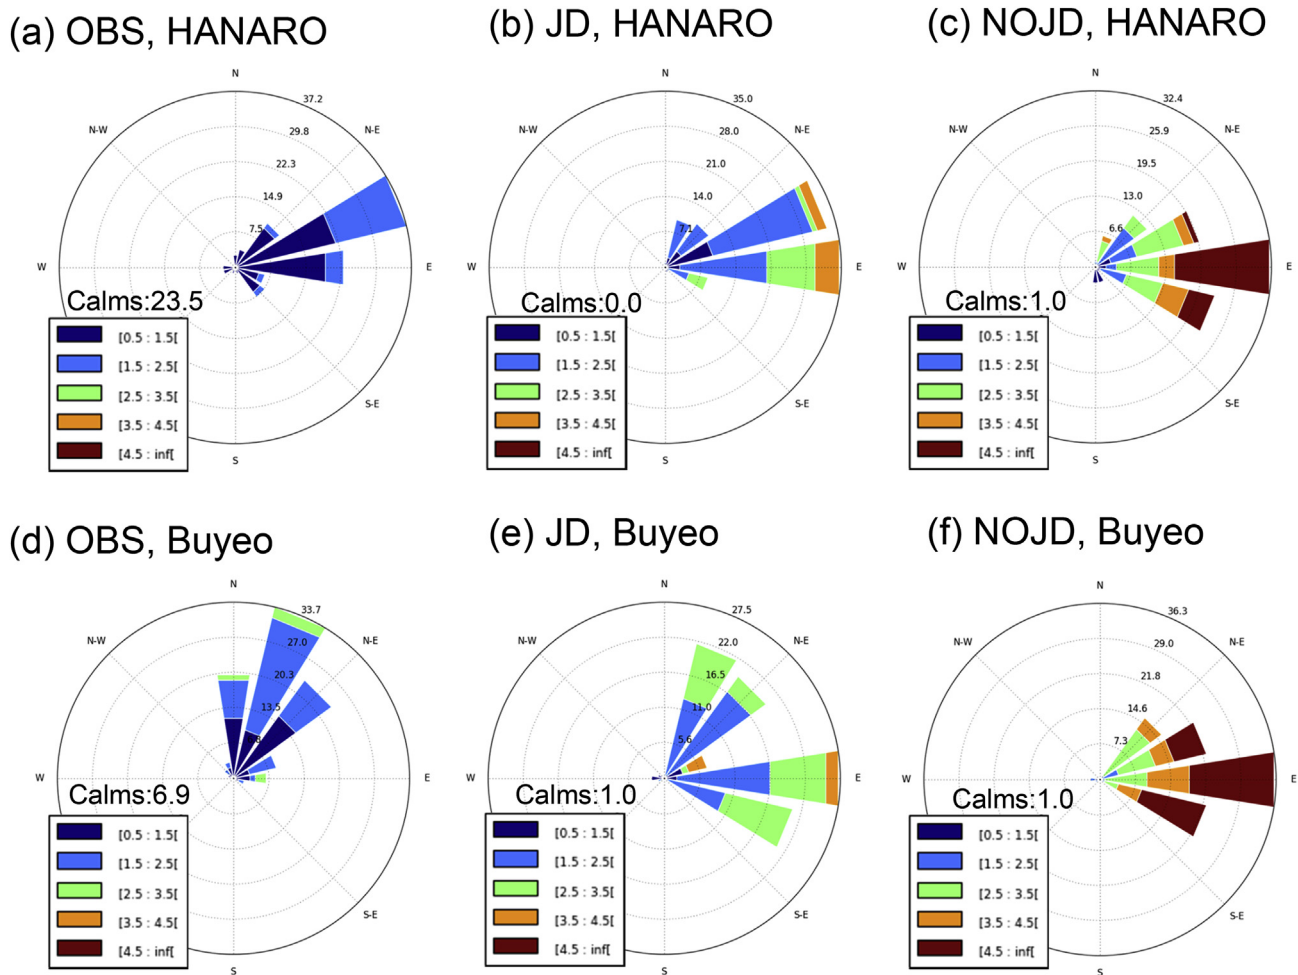 (a) OBS, HANARO
(b) JD, HANARO
(c) NOJD, HANARO
N
37.2
N-W
29.8
N-E
22.3
14.9
7.5
W
E
Calms:23.5
[0.5 : 1.5[
[1.5 : 2.5[
[2.5 : 3.5[
[3.5 : 4.5[
[4.5 : inf[
S-E
S
N
35.0
N-W
28.0
N-E
21.0
14.0
7.1
W
E
Calms:0.0
[0.5 : 1.5[
[1.5 : 2.5[
[2.5 : 3.5[
[3.5 : 4.5[
[4.5 : inf[
S-E
S
N
32.4
N-W
25.9
N-E
19.5
13.0
6.6
W
E
Calms:1.0
[0.5 : 1.5[
[1.5 : 2.5[
[2.5 : 3.5[
[3.5 : 4.5[
[4.5 : inf[
S-E
S
(d) OBS, Buyeo
(e) JD, Buyeo
(f) NOJD, Buyeo
N
33.7
N-W
27.0
N-E
20.3
13.5
W
E
Calms:6.9
[0.5 : 1.5[
[1.5 : 2.5[
[2.5 : 3.5[
[3.5 : 4.5[
[4.5 : inf[
S-E
S
N
27.5
N-W
22.0
N-E
16.5
11.0
5.6
W
E
Calms:1.0
[0.5 : 1.5[
[1.5 : 2.5[
[2.5 : 3.5[
[3.5 : 4.5[
[4.5 : inf[
S-E
S
N
36.3
N-W
29.0
N-E
21.8
14.6
7.3
W
E
Calms:1.0
[0.5 : 1.5[
[1.5 : 2.5[
[2.5 : 3.5[
[3.5 : 4.5[
[4.5 : inf[
S-E
S